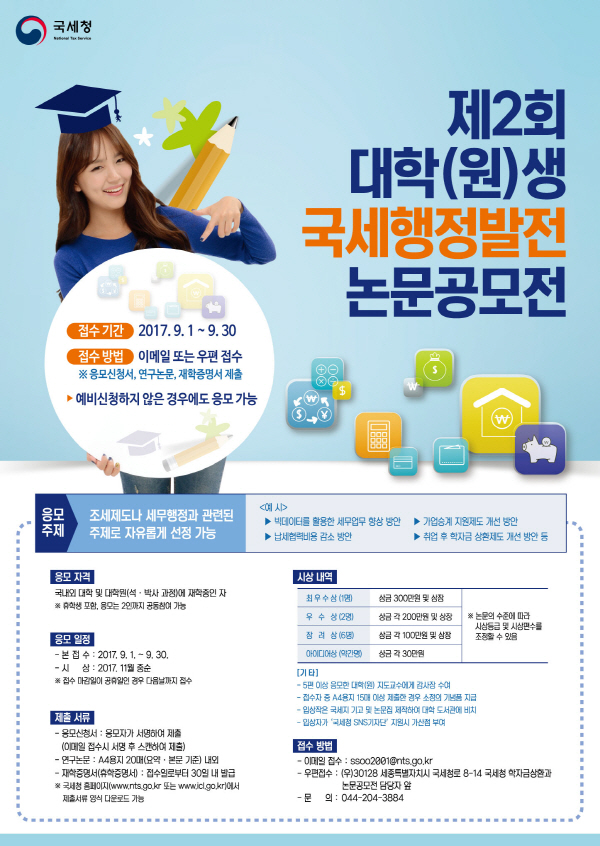 국세청
National Tax Service
제2회
대학(원)생
국세행정발전
논문공모전
접수 기간 2017. 9. 1 ~ 9. 30
접수 방법 이메일 또는 우편 접수
※ 응모신청서, 연구논문, 재학증명서 제출
▶ 예비신청하지 않은 경우에도 응모 가능
응모
주제
조세제도나 세무행정과 관련된
주제로 자유롭게 선정 가능
<예 시>
▶ 빅데이터를 활용한 세무업무 향상 방안 ▶ 가업승계 지원제도 개선 방안
▶ 납세협력비용 감소 방안 ▶ 취업 후 학자금 상환제도 개선 방안 등
응모 자격
국내외 대학 및 대학원(석·박사 과정)에 재학중인 자
※ 휴학생 포함, 응모는 2인까지 공동참여 가능
응모 일정
- 본 접 수 : 2017. 9. 1. ~ 9. 30.
- 시 상 : 2017. 11월 중순
※ 접수 마감일이 공휴일인 경우 다음날까지 접수
제출 서류
- 응모신청서 : 응모자가 서명하여 제출
(이메일 접수시 서명 후 스캔하여 제출)
- 연구논문 : A4용지 20매(요약·본문 기준) 내외
- 재학증명서(휴학증명서) : 접수일로부터 30일 내 발급
※ 국세청 홈페이지(www.nts.go.kr 또는 www.icl.go.kr)에서
제출서류 양식 다운로드 가능
시상 내역
최우수상 (1명) 상금 300만원 및 상장
우 수 상 (2명) 상금 각 200만원 및 상장
장 려 상 (6명) 상금 각 100만원 및 상장
아이디어상 (약간명) 상금 각 30만원
※ 논문의 수준에 따라
시상등급 및 시상편수를
조정할 수 있음
[기 타]
- 5편 이상 응모한 대학(원) 지도교수에게 감사장 수여
- 접수자 중 A4용지 15매 이상 제출한 경우 소정의 기념품 지급
- 입상작은 국세지 기고 및 논문집 제작하여 대학 도서관에 비치
- 입상자가 '국세청 SNS기자단' 지원시 가산점 부여
접수 방법
- 이메일 접수 : ssoo2001@nts.go.kr
- 우편접수 : (우)30128 세종특별자치시 국세청로 8-14 국세청 학자금상환과
논문공모전 담당자 앞
- 문 의 : 044-204-3884